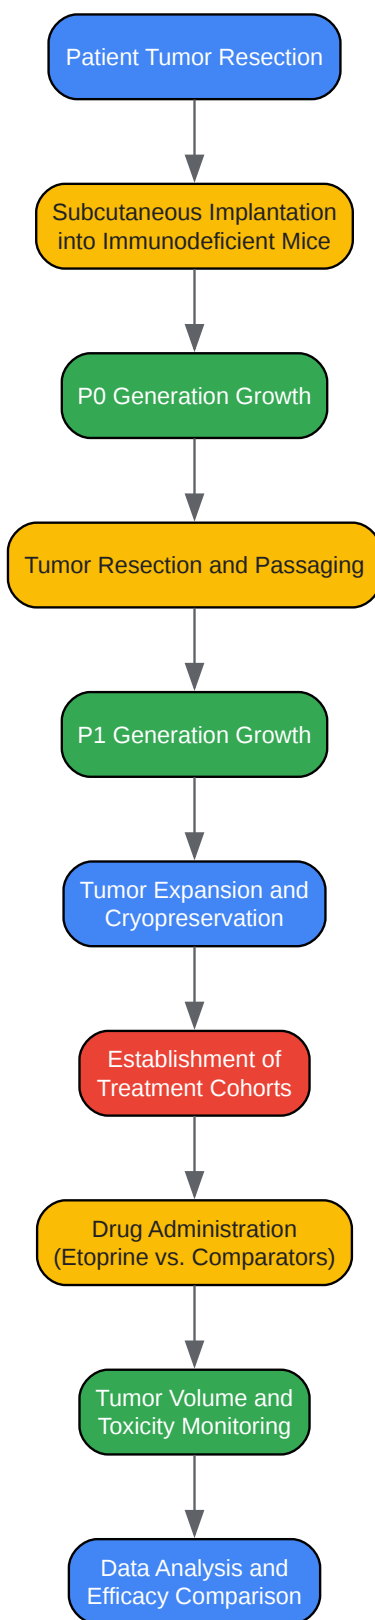 Patient Tumor Resection
Subcutaneous Implantation
into Immunodeficient Mice
P0 Generation Growth
Tumor Resection and Passaging
P1 Generation Growth
Tumor Expansion and
Cryopreservation
Establishment of
Treatment Cohorts
Drug Administration
(Etoprine vs. Comparators)
Tumor Volume and
Toxicity Monitoring
Data Analysis and
Efficacy Comparison